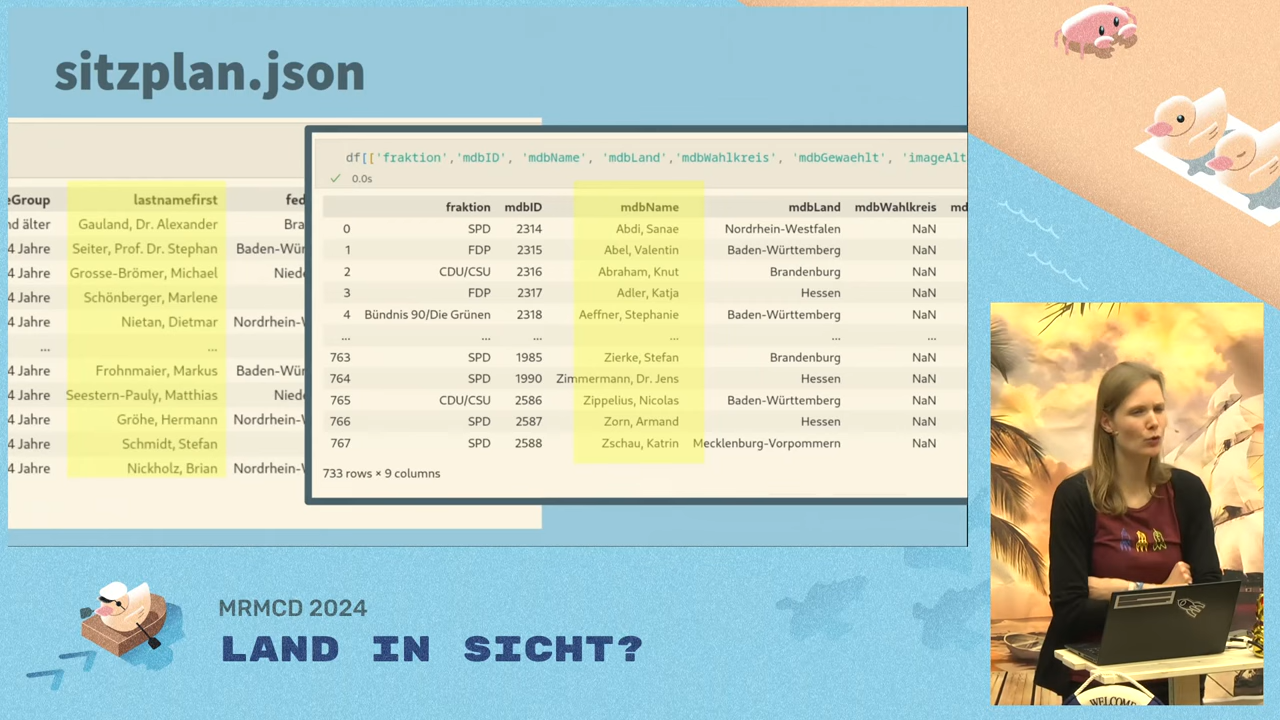 sitzplan.json
eGroup lastnamefirst fed
nd älter Gauland, Dr. Alexander Bra
4 Jahre Seiter, Prof. Dr. Stephan Baden-Wür
4 Jahre Grosse-Brömer, Michael Niede
4 Jahre Schönberger, Marlene
4 Jahre Nietan, Dietmar Nordrhein-W
... ...
4 Jahre Frohnmaier, Markus Baden-Wür
4 Jahre Seestern-Pauly, Matthias Niede
4 Jahre Gröhe, Hermann Nordrhein-W
4 Jahre Schmidt, Stefan
4 Jahre Nickholz, Brian Nordrhein-W
df[['fraktion','mdbID', 'mdbName', 'mdbLand','mdbWahlkreis', 'mdbGewaehlt', 'imageAlt
✓ 0.0s
fraktion mdbID mdbName mdbLand mdbWahlkreis md
0 SPD 2314 Abdi, Sanae Nordrhein-Westfalen NaN
1 FDP 2315 Abel, Valentin Baden-Württemberg NaN
2 CDU/CSU 2316 Abraham, Knut Brandenburg NaN
3 FDP 2317 Adler, Katja Hessen NaN
4 Bündnis 90/Die Grünen 2318 Aeffner, Stephanie Baden-Württemberg NaN
... ... ... ... ... ...
763 SPD 1985 Zierke, Stefan Brandenburg NaN
764 SPD 1990 Zimmermann, Dr. Jens Hessen NaN
765 CDU/CSU 2586 Zippelius, Nicolas Baden-Württemberg NaN
766 SPD 2587 Zorn, Armand Hessen NaN
767 SPD 2588 Zschau, Katrin Mecklenburg-Vorpommern NaN
733 rows × 9 columns
MRMCD 2024
LAND IN SICHT?
WELCOME